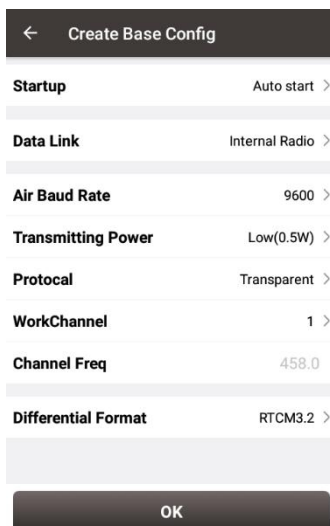 Create Base Config
Startup Auto start
Data Link Internal Radio
Air Baud Rate 9600
Transmitting Power Low(0.5W)
Protocal Transparent
WorkChannel 1
Channel Freq 458.0
Differential Format RTCM3.2
OK